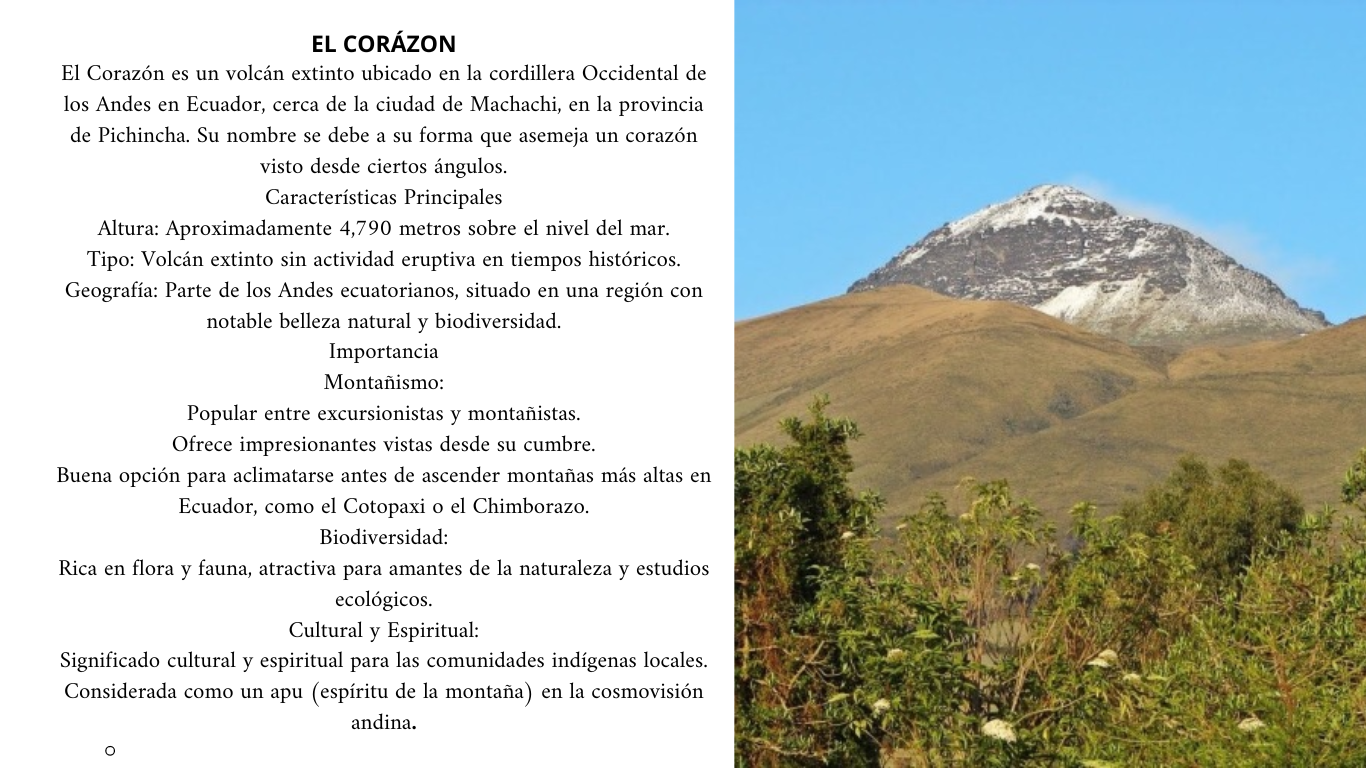 EL CORÁZON
El Corazón es un volcán extinto ubicado en la cordillera Occidental de
los Andes en Ecuador, cerca de la ciudad de Machachi, en la provincia
de Pichincha. Su nombre se debe a su forma que asemeja un corazón
visto desde ciertos ángulos.
Características Principales
Altura: Aproximadamente 4,790 metros sobre el nivel del mar.
Tipo: Volcán extinto sin actividad eruptiva en tiempos históricos.
Geografía: Parte de los Andes ecuatorianos, situado en una región con
notable belleza natural y biodiversidad.
Importancia
Montañismo:
Popular entre excursionistas y montañistas.
Ofrece impresionantes vistas desde su cumbre.
Buena opción para aclimatarse antes de ascender montañas más altas en
Ecuador, como el Cotopaxi o el Chimborazo.
Biodiversidad:
Rica en flora y fauna, atractiva para amantes de la naturaleza y estudios
ecológicos.
Cultural y Espiritual:
Significado cultural y espiritual para las comunidades indígenas locales.
Considerada como un apu (espíritu de la montaña) en la cosmovisión
andina.